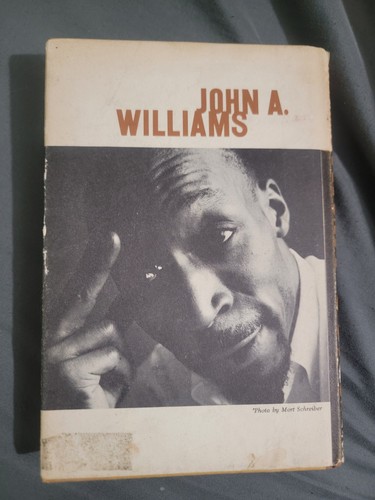 JOHN A.
WILLIAMS
Photo by Mort Schreiber